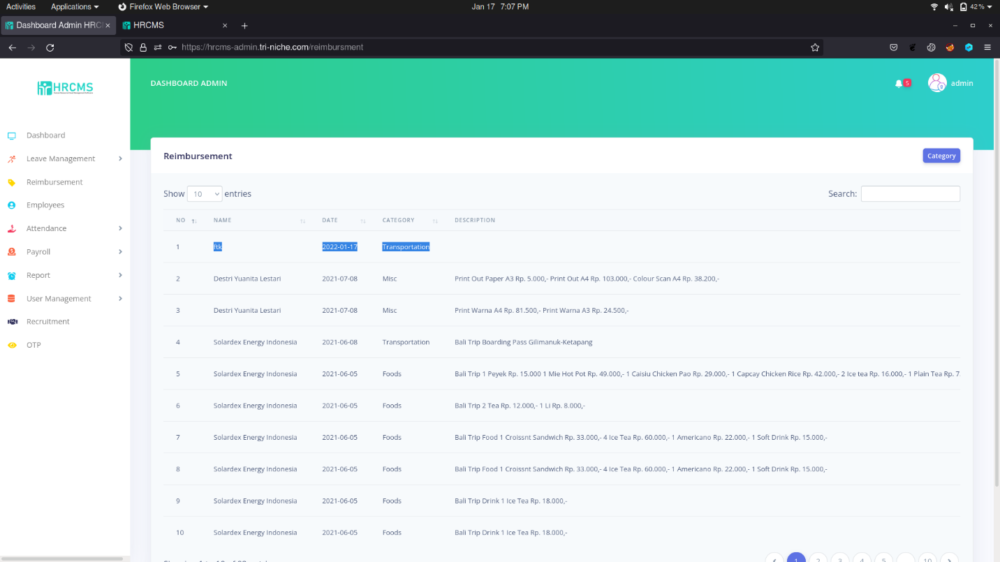 Activities Applications Firefox Web Browser Jan 17 7:07 PM 42 %
Dashboard Admin HRC × HRCMS ×
https://hrcms-admin.tri-niche.com/reimbursment
HRCMS
DASHBOARD ADMIN 5 admin
Dashboard
Leave Management
Reimbursement
Employees
Attendance
Payroll
Report
User Management
Recruitment
OTP
Reimbursement Category
Show 10 entries Search:
NO NAME DATE CATEGORY DESCRIPTION
1 ftk 2022-01-17 Transportation
2 Destri Yuanita Lestari 2021-07-08 Misc Print Out Paper A3 Rp. 5.000,- Print Out A4 Rp. 103.000,- Colour Scan A4 Rp. 38.200,-
3 Destri Yuanita Lestari 2021-07-08 Misc Print Warna A4 Rp. 81.500,- Print Warna A3 Rp. 24.500,-
4 Solardex Energy Indonesia 2021-06-08 Transportation Bali Trip Boarding Pass Gilimanuk-Ketapang
5 Solardex Energy Indonesia 2021-06-05 Foods Bali Trip 1 Peyek Rp. 15.000 1 Mie Hot Pot Rp. 49.000,- 1 Caisiu Chicken Pao Rp. 29.000,- 1 Capcay Chicken Rice Rp. 42.000,- 2 Ice tea Rp. 16.000,- 1 Plain Tea Rp. 7.
6 Solardex Energy Indonesia 2021-06-05 Foods Bali Trip 2 Tea Rp. 12.000,- 1 Li Rp. 8.000,-
7 Solardex Energy Indonesia 2021-06-05 Foods Bali Trip Food 1 Croissnt Sandwich Rp. 33.000,- 4 Ice Tea Rp. 60.000,- 1 Americano Rp. 22.000,- 1 Soft Drink Rp. 15.000,-
8 Solardex Energy Indonesia 2021-06-05 Foods Bali Trip Food 1 Croissnt Sandwich Rp. 33.000,- 4 Ice Tea Rp. 60.000,- 1 Americano Rp. 22.000,- 1 Soft Drink Rp. 15.000,-
9 Solardex Energy Indonesia 2021-06-05 Foods Bali Trip Drink 1 Ice Tea Rp. 18.000,-
10 Solardex Energy Indonesia 2021-06-05 Foods Bali Trip Drink 1 Ice Tea Rp. 18.000,-
1 2 3 4 5 10